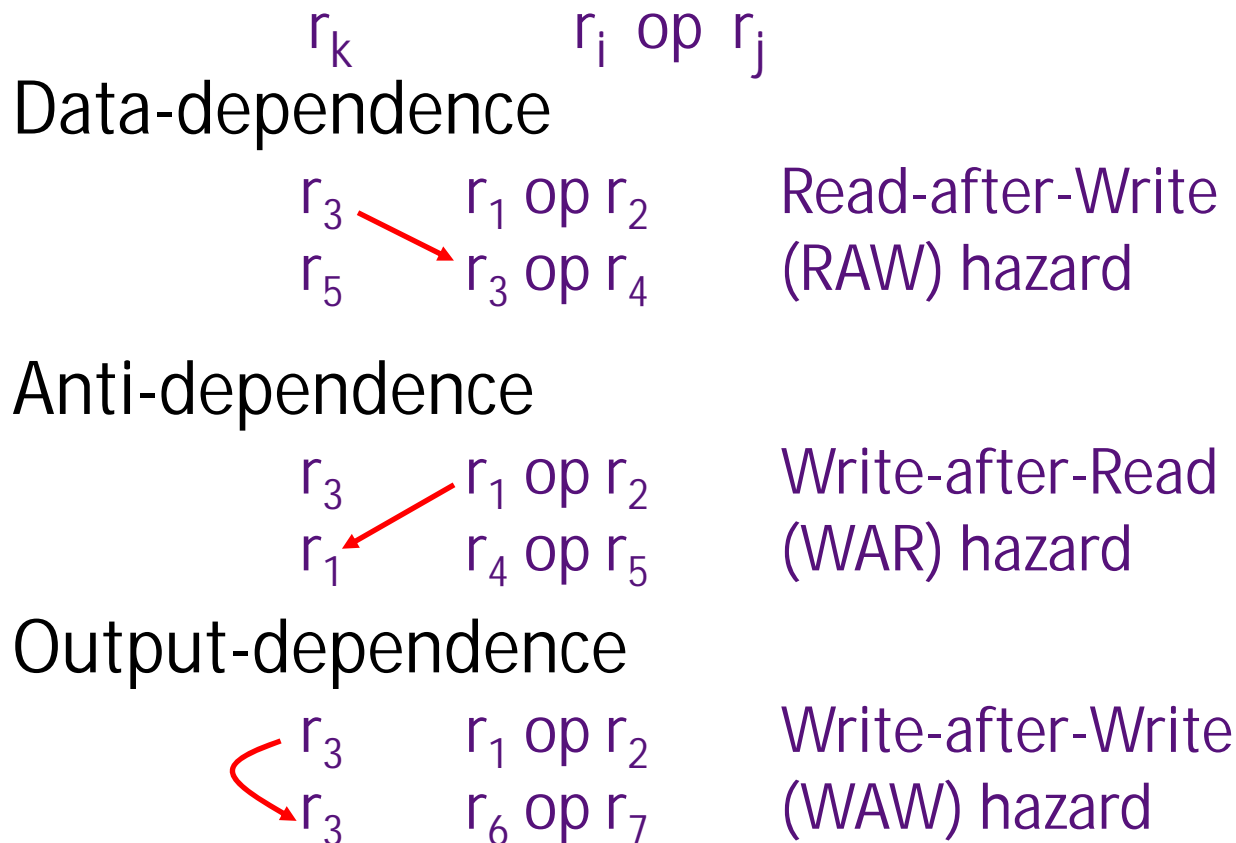 rₖ rᵢ op rⱼ
Data-dependence
r₃ r₁ op r₂ Read-after-Write
r₅ r₃ op r₄ (RAW) hazard
Anti-dependence
r₃ r₁ op r₂ Write-after-Read
r₁ r₄ op r₅ (WAR) hazard
Output-dependence
r₃ r₁ op r₂ Write-after-Write
r₃ r₆ op r₇ (WAW) hazard